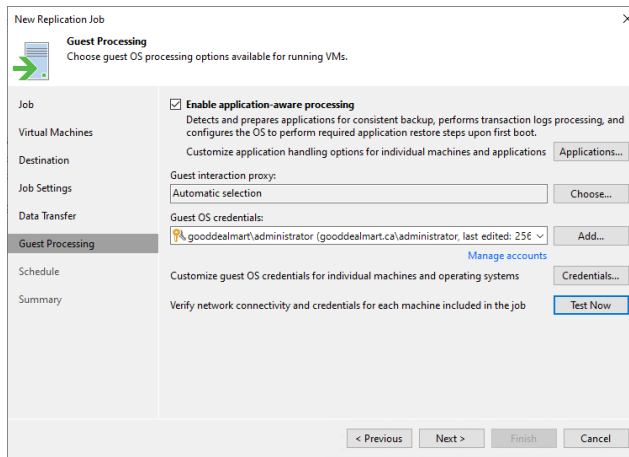 New Replication Job
Guest Processing
Choose guest OS processing options available for running VMs.
Job
Virtual Machines
Destination
Job Settings
Data Transfer
Guest Processing
Schedule
Summary
Enable application-aware processing
Detects and prepares applications for consistent backup, performs transaction logs processing, and
configures the OS to perform required application restore steps upon first boot.
Customize application handling options for individual machines and applications
Applications...
Guest interaction proxy:
Automatic selection
Choose...
Guest OS credentials:
gooddealmart\administrator (gooddealmart.ca\administrator, last edited: 256
Add...
Manage accounts
Customize guest OS credentials for individual machines and operating systems
Credentials...
Verify network connectivity and credentials for each machine included in the job
Test Now
< Previous
Next >
Finish
Cancel